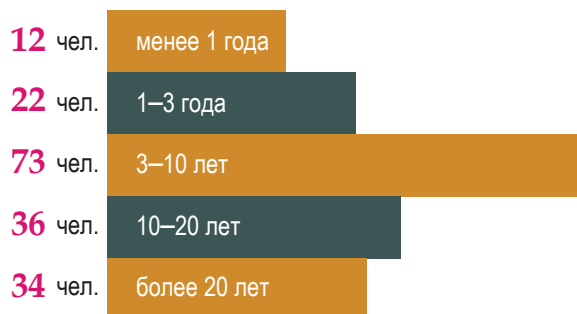 12 чел. менее 1 года
22 чел. 1–3 года
73 чел. 3–10 лет
36 чел. 10–20 лет
34 чел. более 20 лет